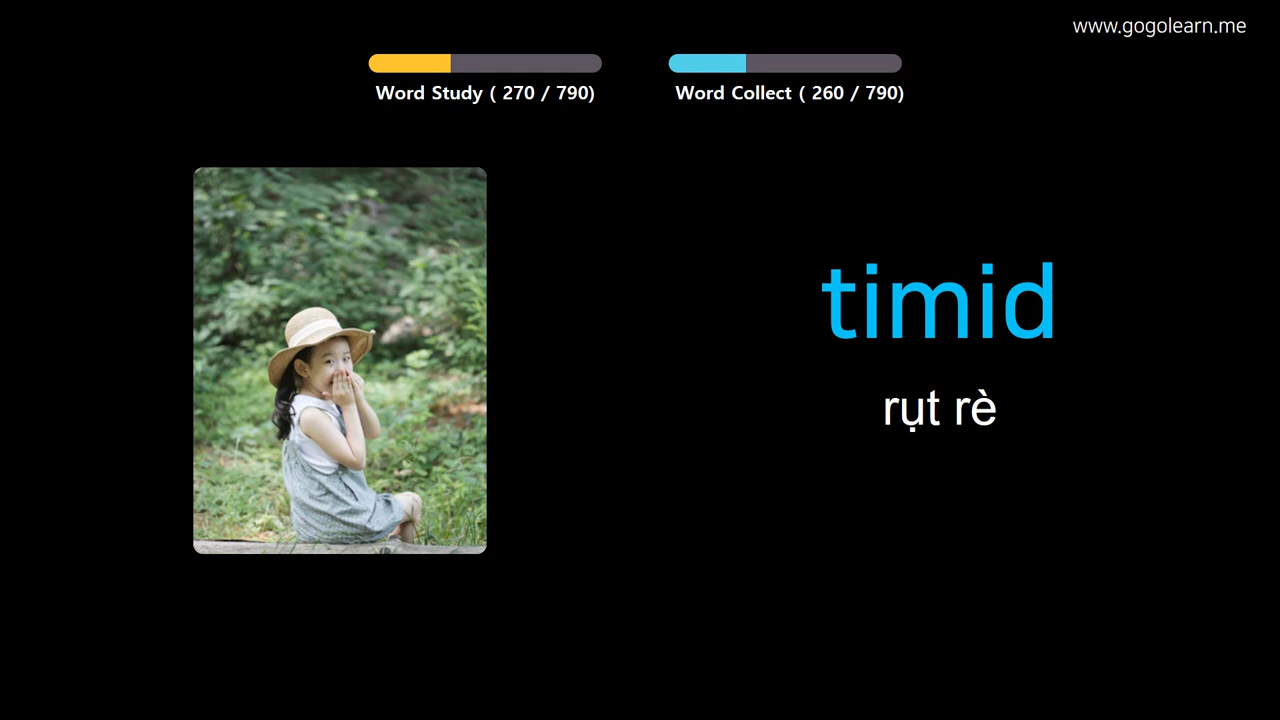 www.gogolearn.me
Word Study ( 270 / 790)
Word Collect ( 260 / 790)
timid
rụt rè